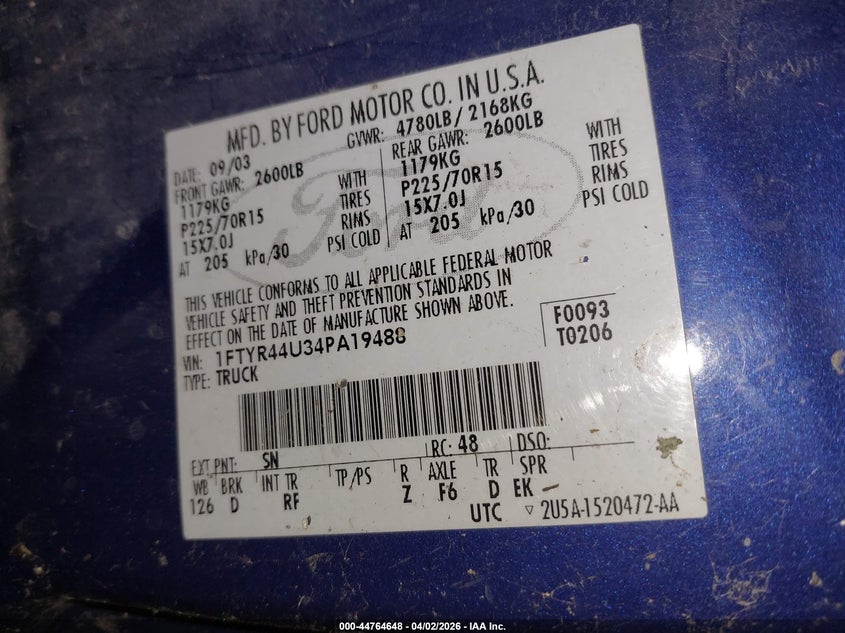 MFD. BY FORD MOTOR CO. IN U.S.A.
DATE: 09/03 GVWR: 4780LB/ 2168KG
FRONT GAWR: 2600LB REAR GAWR: 2600LB
1179KG WITH 1179KG WITH
P225/70R15 TIRES P225/70R15 TIRES
15X7.0J RIMS 15X7.0J RIMS
AT 205 kPa/30 PSI COLD AT 205 kPa/30 PSI COLD
Ford
THIS VEHICLE CONFORMS TO ALL APPLICABLE FEDERAL MOTOR
VEHICLE SAFETY AND THEFT PREVENTION STANDARDS IN
EFFECT ON THE DATE OF MANUFACTURE SHOWN ABOVE.
VIN: 1FTYR44U34PA19488
TYPE: TRUCK
F0093
T0206
EXT PNT: SN RC: 48 DSO:
WB BRK INT TR TP/PS R AXLE TR SPR
126 D RF Z F6 D EK
UTC ▽ 2U5A-1520472-AA
000-44764648 - 04/02/2026 - IAA Inc.